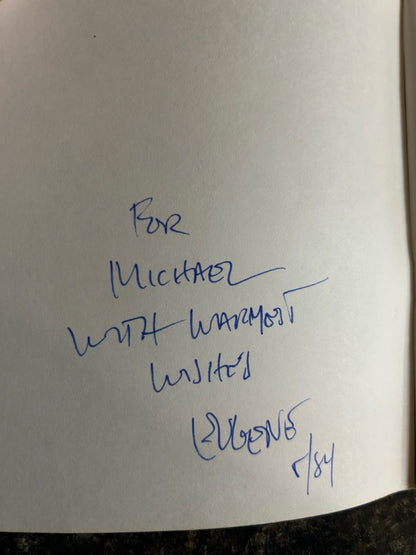 FOR
MICHAEL
WITH WARMEST
WISHES
EUGENE
5/84